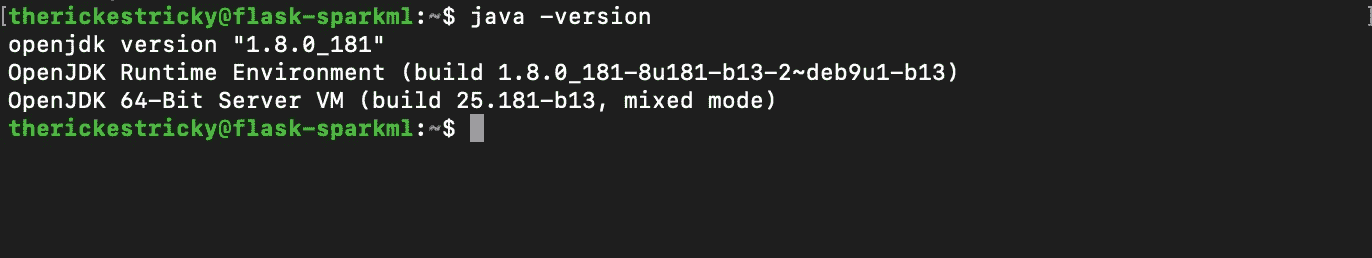 [therickestricky@flask-sparkml:~$ java -version ]
openjdk version "1.8.0_181"
OpenJDK Runtime Environment (build 1.8.0_181-8u181-b13-2~deb9u1-b13)
OpenJDK 64-Bit Server VM (build 25.181-b13, mixed mode)
therickestricky@flask-sparkml:~$